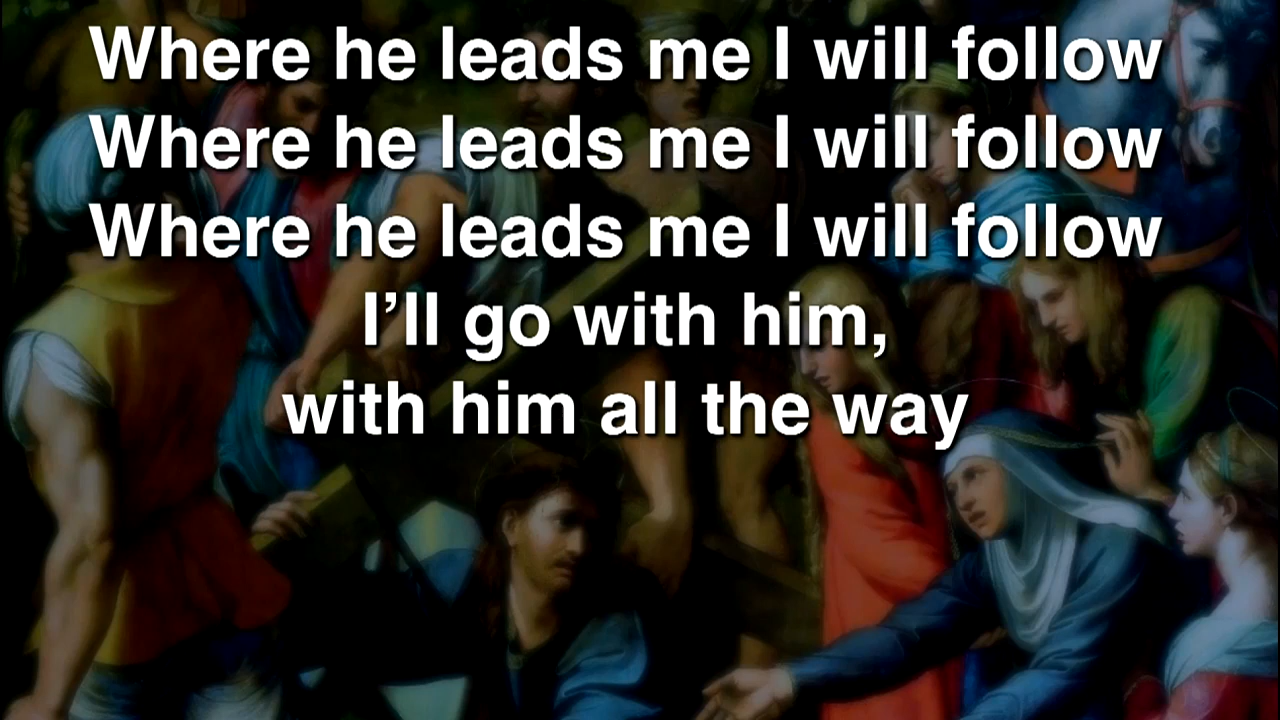 Where he leads me I will follow
Where he leads me I will follow
Where he leads me I will follow
I’ll go with him,
with him all the way